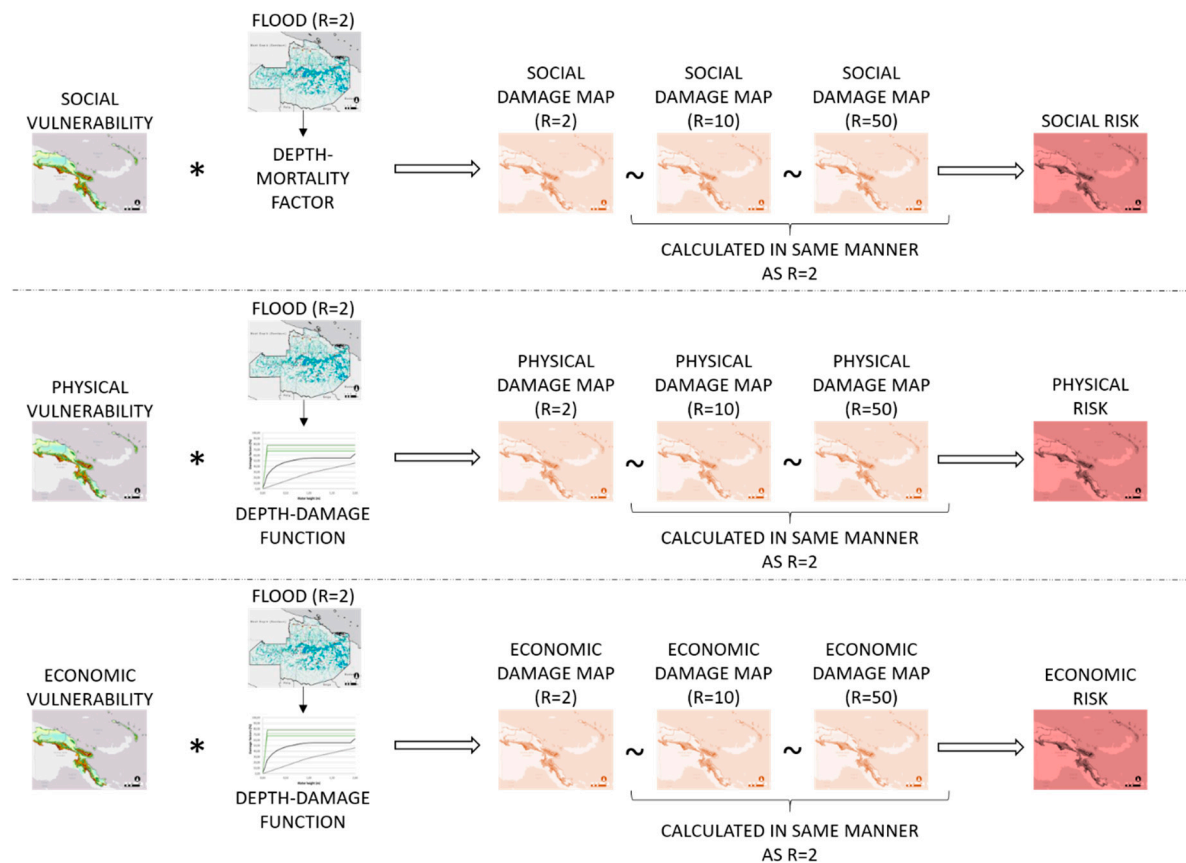 FLOOD (R=2)
SOCIAL
VULNERABILITY
*
DEPTH-
MORTALITY
FACTOR
SOCIAL
DAMAGE MAP
(R=2)
~
SOCIAL
DAMAGE MAP
(R=10)
~
SOCIAL
DAMAGE MAP
(R=50)
SOCIAL RISK
CALCULATED IN SAME MANNER
AS R=2
FLOOD (R=2)
PHYSICAL
VULNERABILITY
*
DEPTH-DAMAGE
FUNCTION
PHYSICAL
DAMAGE MAP
(R=2)
~
PHYSICAL
DAMAGE MAP
(R=10)
~
PHYSICAL
DAMAGE MAP
(R=50)
PHYSICAL
RISK
CALCULATED IN SAME MANNER
AS R=2
FLOOD (R=2)
ECONOMIC
VULNERABILITY
*
DEPTH-DAMAGE
FUNCTION
ECONOMIC
DAMAGE MAP
(R=2)
~
ECONOMIC
DAMAGE MAP
(R=10)
~
ECONOMIC
DAMAGE MAP
(R=50)
ECONOMIC
RISK
CALCULATED IN SAME MANNER
AS R=2